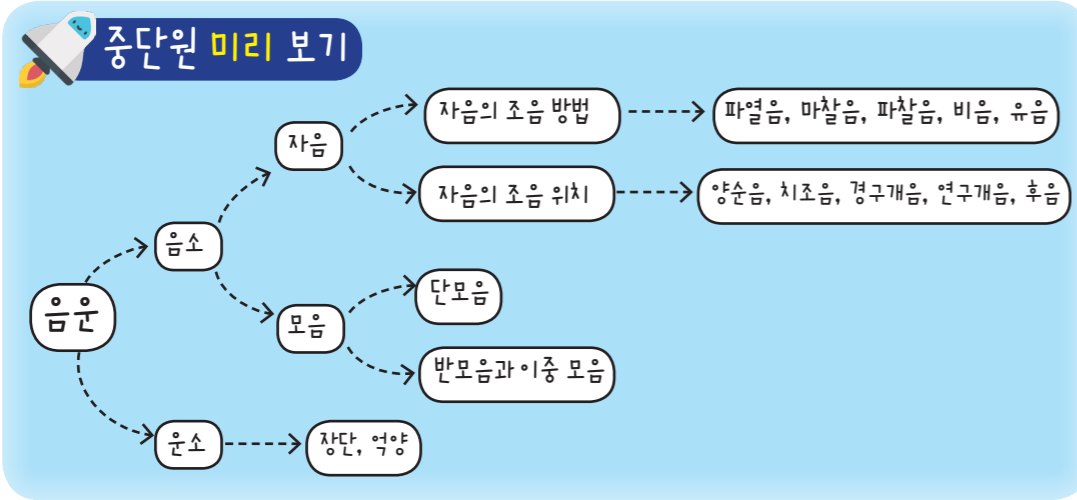 중단원 미리 보기
자음의 조음 방법
파열음, 마찰음, 파찰음, 비음, 유음
자음
자음의 조음 위치
양순음, 치조음, 경구개음, 연구개음, 후음
음소
단모음
음운
모음
반모음과 이중 모음
운소
장단, 억양